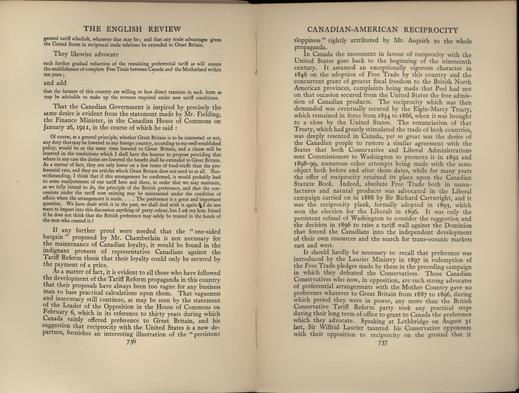 THE ENGLISH REVIEW
general tariff schedule, whatever that may be; and that any trade advantages given
the United States in reciprocal trade relations be extended to Great Britain.
They likewise advocate
such further gradual reduction of the remaining preferential tariff as will ensure
the establishment of complete Free Trade between Canada and the Motherland within
ten years;
and add
that the farmers of this country are willing to face direct taxation in such form as
may be advisable to make up the revenue required under new tariff conditions.
That the Canadian Government is inspired by precisely the
same desire is evident from the statement made by Mr. Fielding,
the Finance Minister, in the Canadian House of Commons on
January 26, 1911, in the course of which he said:
Of course, as a general principle, whether Great Britain is to be interested or not,
any duty that may be lowered to any foreign country, according to our well-established
policy, would be at the same time lowered to Great Britain, and a clause will be
inserted in the resolutions which I shall have the honour to propose providing that
where in any case the duties are lowered the benefit shall be extended to Great Britain.
As a matter of fact, they are only lower on a few items of food-stuffs than the pre-
ferential rate, and they are articles which Great Britain does not send us at all. Not-
withstanding, I think that if this arrangement be confirmed, it would probably lead
to some readjustment of our tariff here and there, in order that we may maintain,
as we fully intend to do, the principle of the British preference, and that the con-
cessions under the tariff now existing may be maintained under the condition of
affairs when the arrangement is made. . . . The preference is a great and important
question. We have dealt with it in the past, we shall deal with it again. I do not
want to import into this discussion anything of party colour, but I ask my hon. friend
if he does not think that the British preference may safely be trusted in the hands of
the men who created it?
If any further proof were needed that the "one-sided
bargain" proposed by Mr. Chamberlain is not necessary for
the maintenance of Canadian loyalty, it would be found in the
indignant protests of representative Canadians against the
Tariff Reform thesis that their loyalty could only be secured by
the payment of a price.
As a matter of fact, it is evident to all those who have followed
the development of the Tariff Reform propaganda in this country
that their proposals have always been too vague for any business
man to base practical calculations upon them. That vagueness
and inaccuracy still continue, as may be seen by the statement
of the Leader of the Opposition in the House of Commons on
February 6, which in its reference to thirty years during which
Canada vainly offered preference to Great Britain, and his
suggestion that reciprocity with the United States is a new de-
parture, furnishes an interesting illustration of the "persistent
736
CANADIAN-AMERICAN RECIPROCITY
sloppiness" rightly attributed by Mr. Asquith to the whole
propaganda.
In Canada the movement in favour of reciprocity with the
United States goes back to the beginning of the nineteenth
century. It assumed an exceptionally vigorous character in
1846 on the adoption of Free Trade by this country and the
concurrent grant of greater fiscal freedom to the British North
American provinces, complaints being made that Peel had not
on that occasion secured from the United States the free admis-
sion of Canadian products. The reciprocity which was then
demanded was eventually secured by the Elgin-Marcy Treaty,
which remained in force from 1854 to 1866, when it was brought
to a close by the United States. The renunciation of that
Treaty, which had greatly stimulated the trade of both countries,
was deeply resented in Canada, yet so great was the desire of
the Canadian people to restore a similar agreement with the
States that both Conservative and Liberal Administrations
sent Commissioners to Washington to promote it in 1892 and
1898-99, numerous other attempts being made with the same
object both before and after those dates, while for many years
the offer of reciprocity retained its place upon the Canadian
Statute Book. Indeed, absolute Free Trade both in manu-
factures and natural products was advocated in the Liberal
campaign carried on in 1888 by Sir Richard Cartwright, and it
was the reciprocity plank, formally adopted in 1893, which
won the election for the Liberals in 1896. It was only the
persistent refusal of Washington to consider the suggestion and
the decision in 1896 to raise a tariff wall against the Dominion
that forced the Canadians into the independent development
of their own resources and the search for trans-oceanic markets
east and west.
It should hardly be necessary to recall that preference was
introduced by the Laurier Ministry in 1897 in redemption of
the Free Trade pledges made by them in the preceding campaign
in which they defeated the Conservatives. Those Canadian
Conservatives who now, in opposition, are such strong advocates
of preferential arrangements with the Mother Country gave no
preference whatever to Great Britain from 1887 to 1896, during
which period they were in power, any more than the British
Conservative Tariff Reform party took any practical steps
during their long term of office to grant to Canada the preference
which they advocate. Speaking at Lethbridge on August 31
last, Sir Wilfrid Laurier taunted his Conservative opponents
with their opposition to reciprocity on the ground that it
737